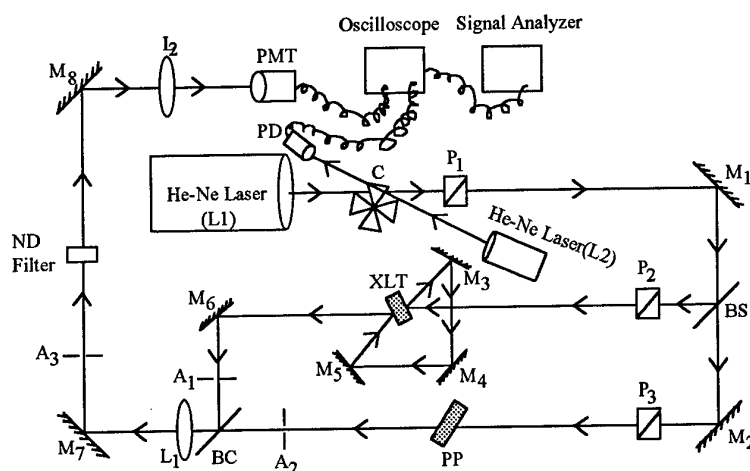 Oscilloscope Signal Analyzer
I2
PMT
M8
PD
P1
C
M1
He-Ne Laser
(L1)
He-Ne Laser(L2)
ND
Filter
M3
XLT
P2
M6
BS
A3
M5
M4
A1
P3
M7
L1
BC
A2
PP
M2